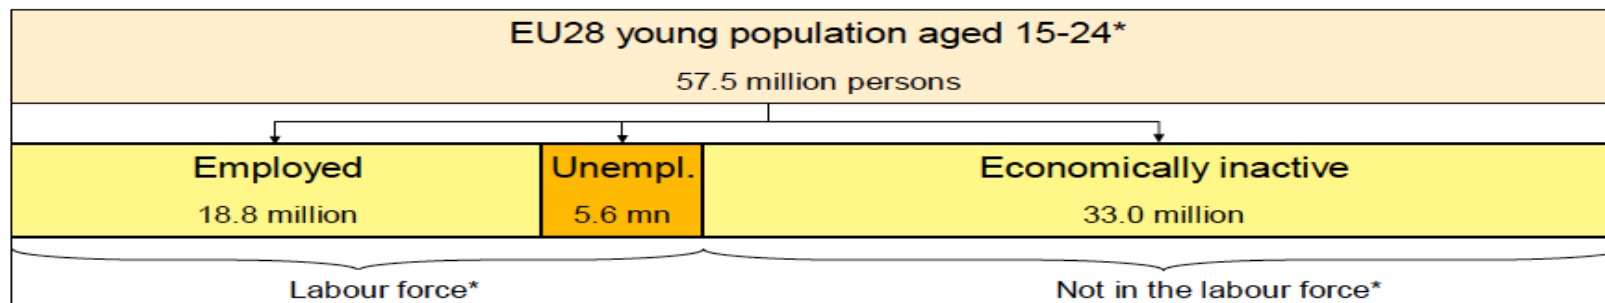 EU28 young population aged 15-24*
57.5 million persons
Employed
18.8 million
Unempl.
5.6 mn
Economically inactive
33.0 million
Labour force*
Not in the labour force*